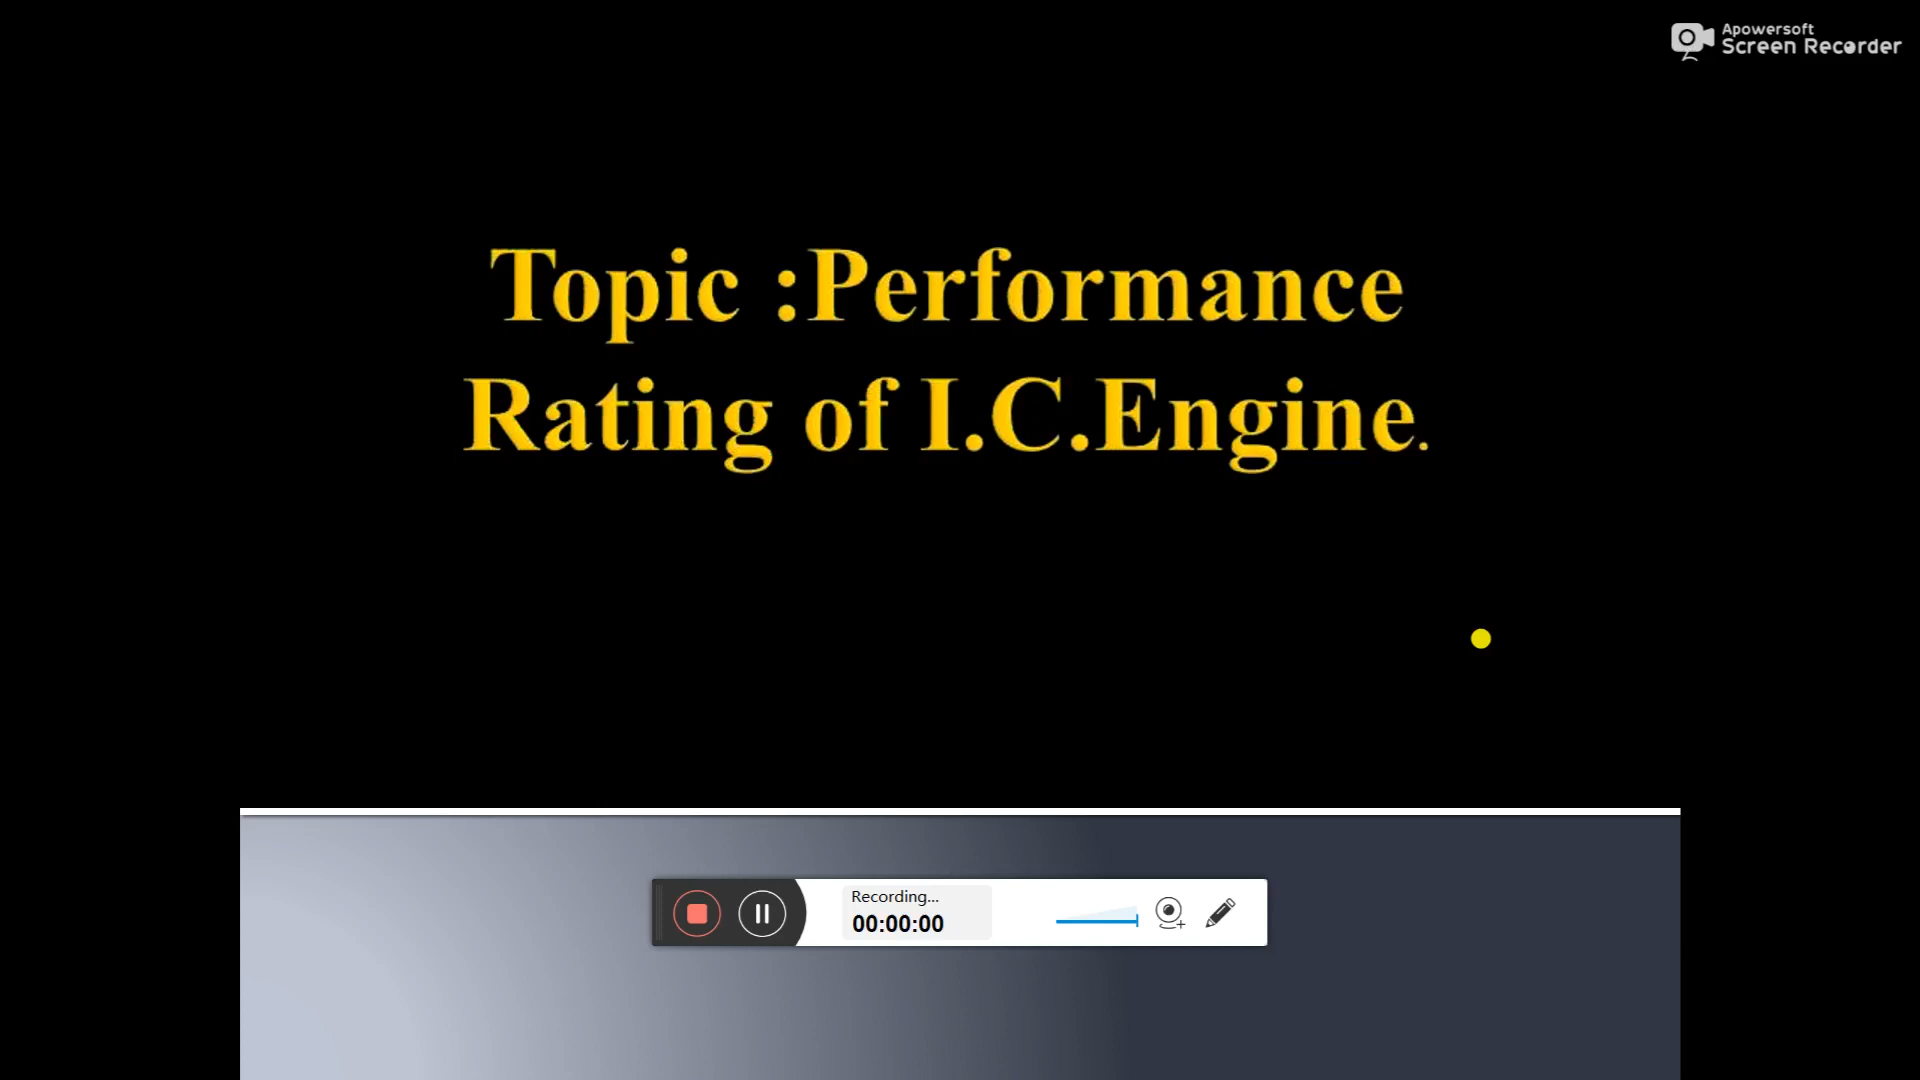 Apowersoft
Screen Recorder
Topic :Performance
Rating of I.C.Engine.
Recording...
00:00:00